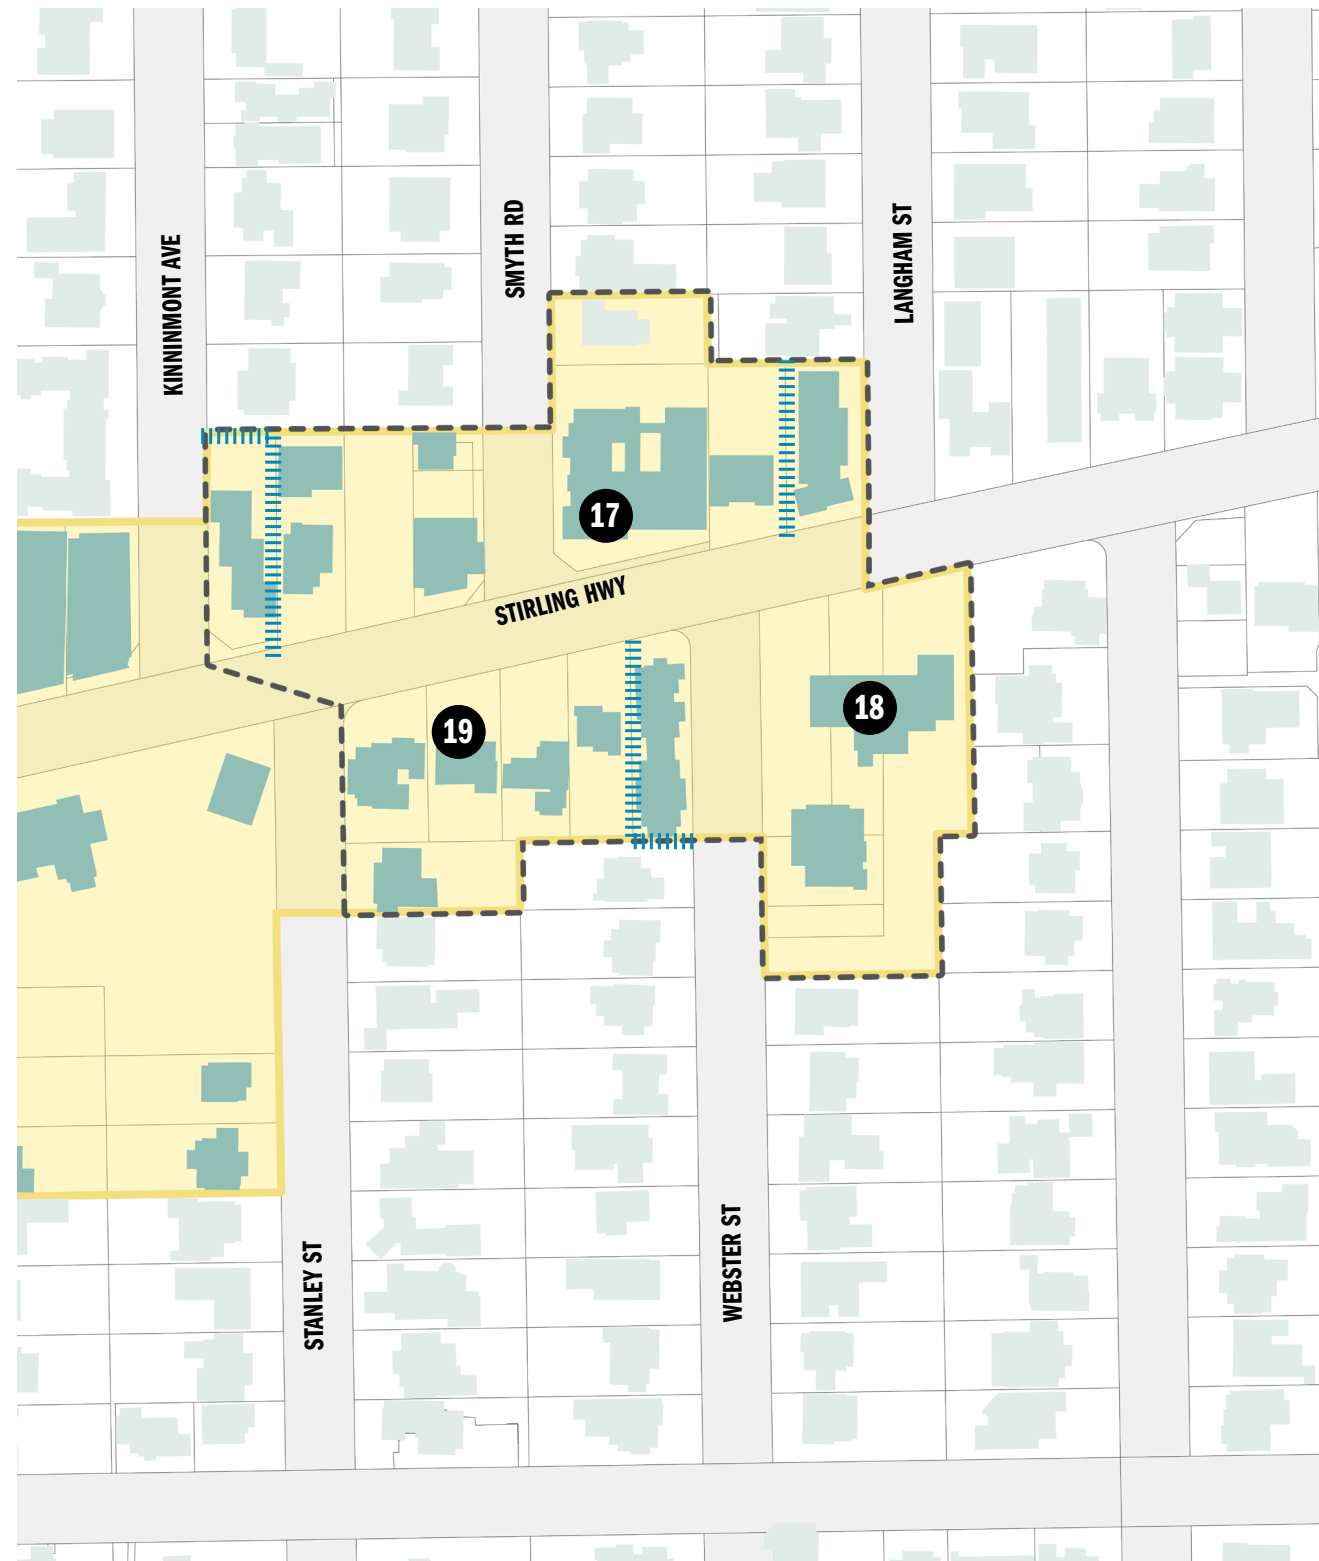 KINNINMONT AVE
SMYTH RD
LANGHAM ST
17
STIRLING HWY
18
19
STANLEY ST
WEBSTER ST